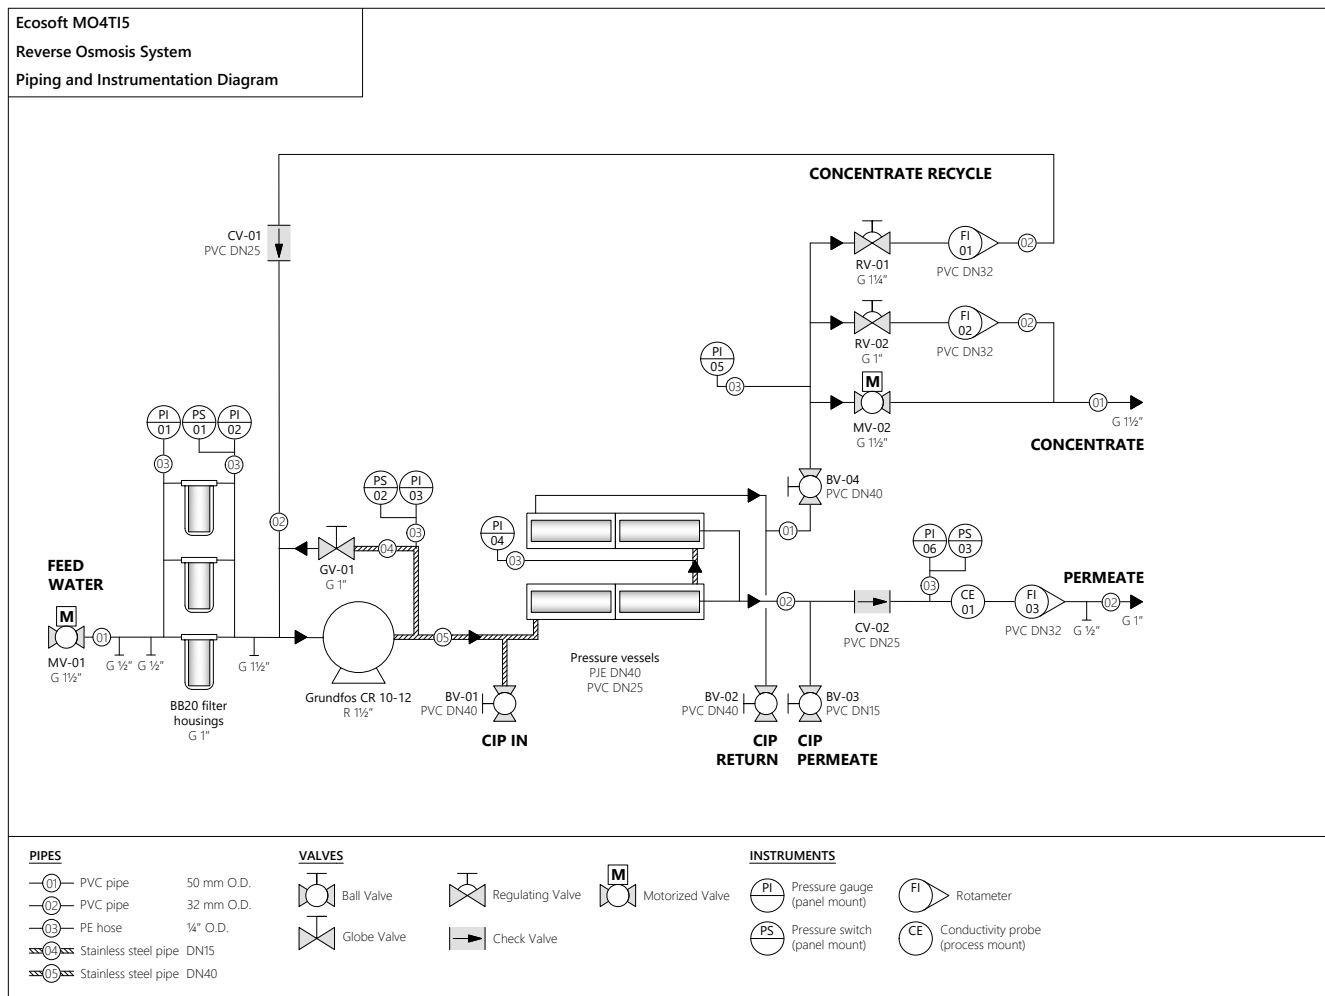 Ecosoft MO4TI5
Reverse Osmosis System
Piping and Instrumentation Diagram
CONCENTRATE RECYCLE
CV-01
PVC DN25
RV-01
G 1¼"
FI
01
PVC DN32
02
RV-02
G 1"
FI
02
PVC DN32
02
PI
05
03
M
MV-02
G 1½"
01
G 1½"
CONCENTRATE
PI
01
PS
01
PI
02
03
03
BV-04
PVC DN40
PS
02
PI
03
03
02
04
GV-01
G 1"
PI
04
03
01
PI
06
PS
03
03
FEED
WATER
M
MV-01
G 1½"
01
G ½"
G ½"
G 1½"
BB20 filter
housings
G 1"
Grundfos CR 10-12
R 1½"
05
BV-01
PVC DN40
CIP IN
Pressure vessels
PJE DN40
PVC DN25
02
CV-02
PVC DN25
CE
01
FI
03
PVC DN32
G ½"
02
G 1"
PERMEATE
BV-02
PVC DN40
CIP
RETURN
BV-03
PVC DN15
CIP
PERMEATE
PIPES
01 PVC pipe 50 mm O.D.
02 PVC pipe 32 mm O.D.
03 PE hose ¼" O.D.
04 Stainless steel pipe DN15
05 Stainless steel pipe DN40
VALVES
Ball Valve
Globe Valve
Regulating Valve
Check Valve
M
Motorized Valve
INSTRUMENTS
PI
Pressure gauge
(panel mount)
PS
Pressure switch
(panel mount)
FI
Rotameter
CE
Conductivity probe
(process mount)